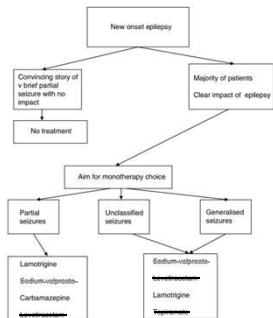 New onset epilepsy
Convincing story of
v brief partial
seizure with no
impact
Majority of patients
Clear impact of epilepsy
No treatment
Aim for monotherapy choice
Partial
seizures
Unclassified
seizures
Generalised
seizures
Lamotrigine
Sodium valproate
Carbamazepine
Levetiracetam
Sodium valproate
Levetiracetam
Lamotrigine
Topiramate